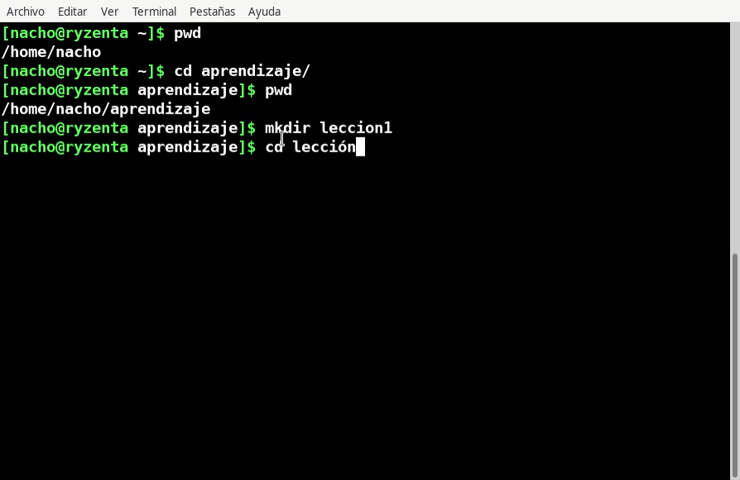 Archivo Editar Ver Terminal Pestañas Ayuda
[nacho@ryzenta ~]$ pwd
/home/nacho
[nacho@ryzenta ~]$ cd aprendizaje/
[nacho@ryzenta aprendizaje]$ pwd
/home/nacho/aprendizaje
[nacho@ryzenta aprendizaje]$ mkdir leccion1
[nacho@ryzenta aprendizaje]$ cd lección